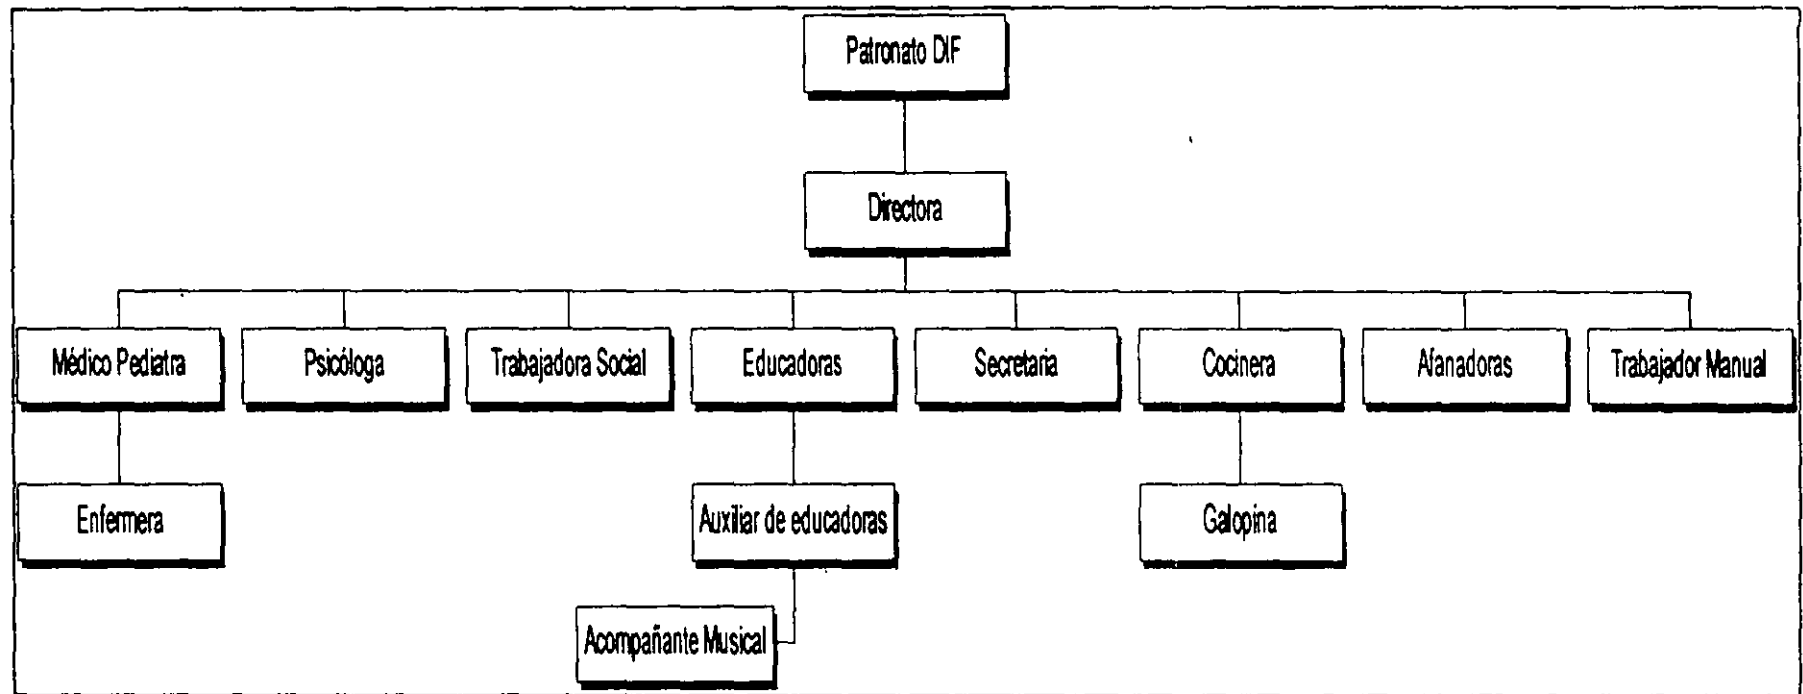 Patronato DIF
Directora
Médico Pediatra
Psicóloga
Trabajadora Social
Educadoras
Secretaria
Cocinera
Afanadoras
Trabajador Manual
Enfermera
Auxiliar de educadoras
Galopina
Acompañante Musical